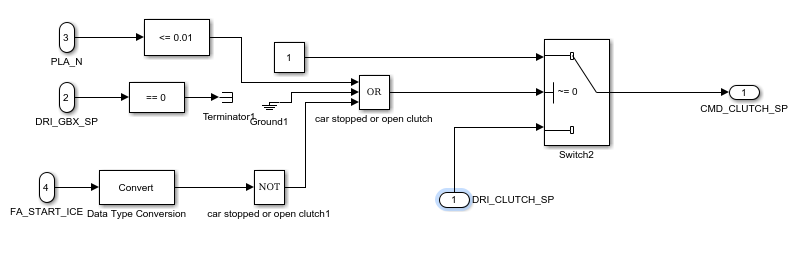 3
<= 0.01
PLA_N
1
2
== 0
DRI_GBX_SP
Terminator1
Ground1
OR
car stopped or open clutch
~= 0
Switch2
1
CMD_CLUTCH_SP
4
FA_START_ICE
Convert
Data Type Conversion
NOT
car stopped or open clutch1
1
DRI_CLUTCH_SP